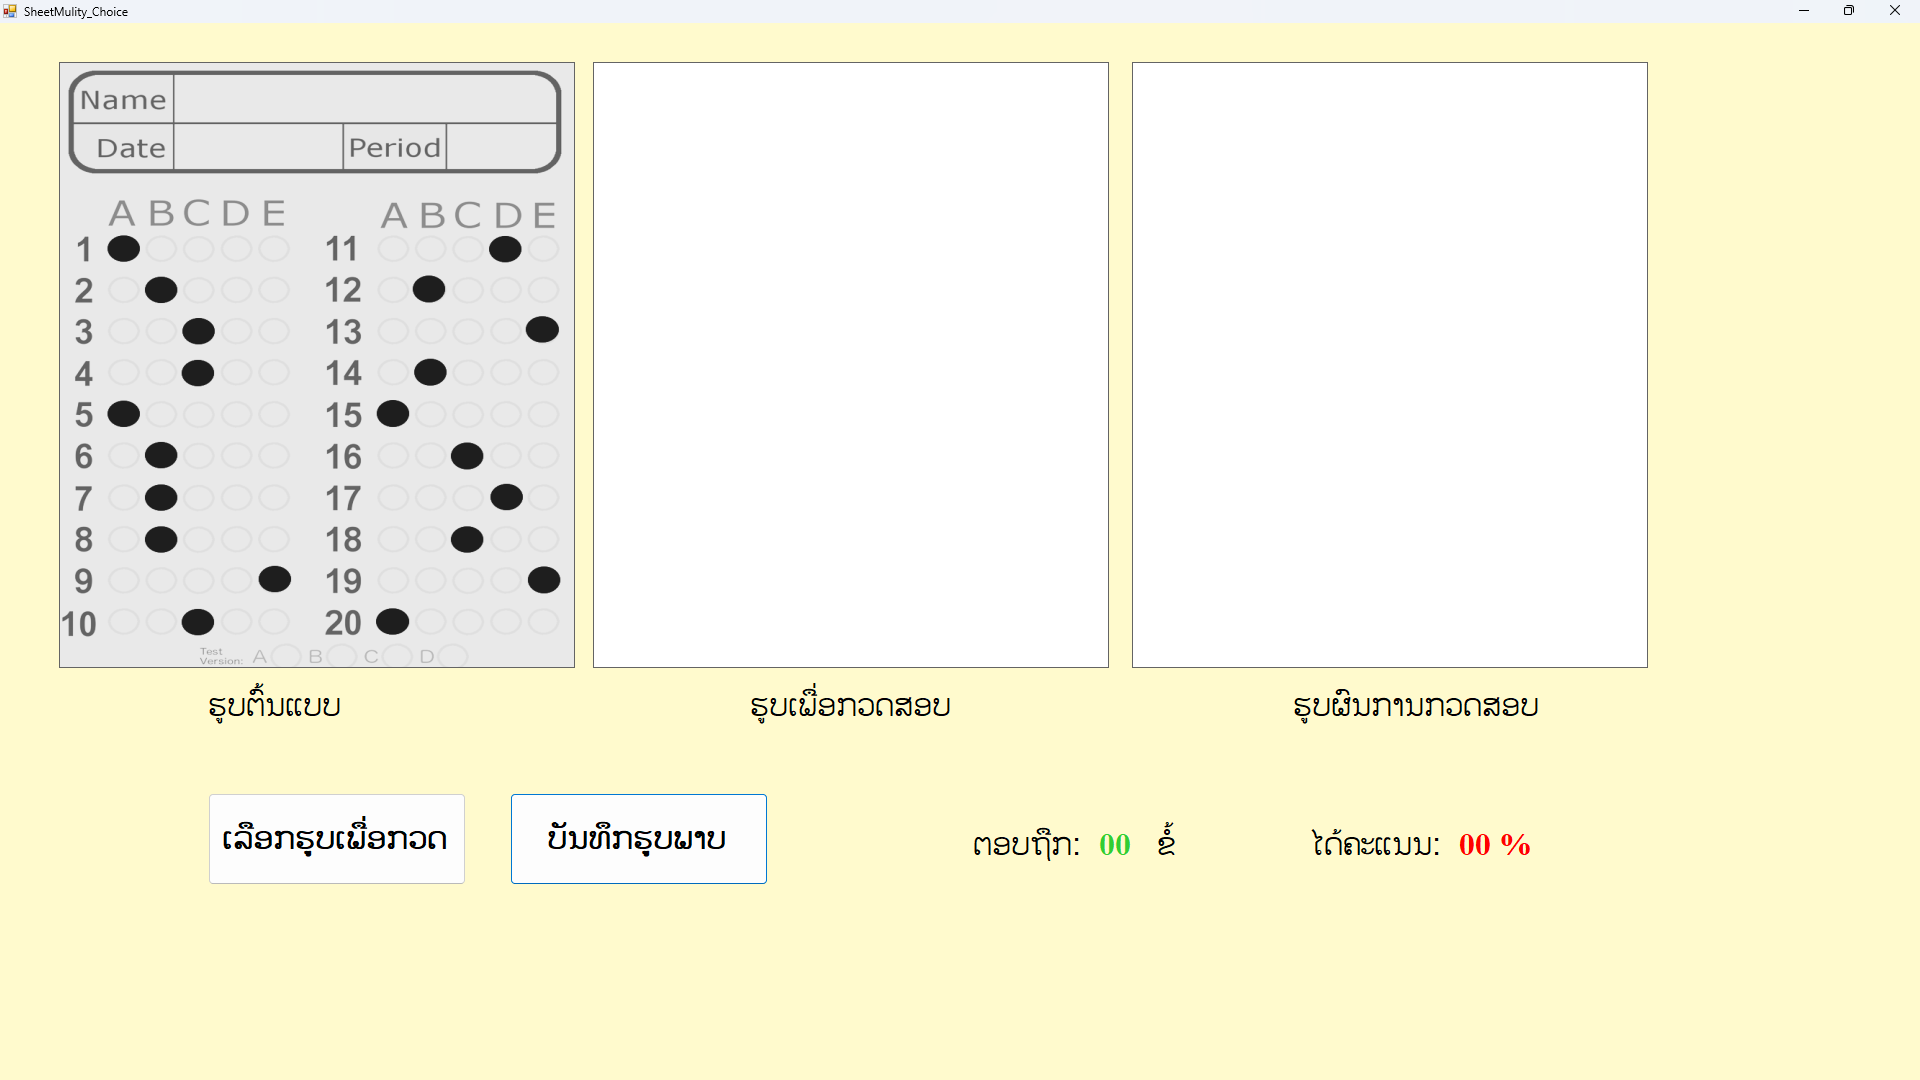 SheetMulity_Choice
Name
Date Period
A B C D E A B C D E
1 11
2 12
3 13
4 14
5 15
6 16
7 17
8 18
9 19
10 20
Test Version: A B C D
ຮູບຕົ້ນແບບ ຮູບເພື່ອກວດສອບ ຮູບຜົນການກວດສອບ
ເລືອກຮູບເພື່ອກວດ ບັນທຶກຮູບພາບ ຕອບຖືກ: 00 ຂໍ້ ໄດ້ຄະແນນ: 00 %